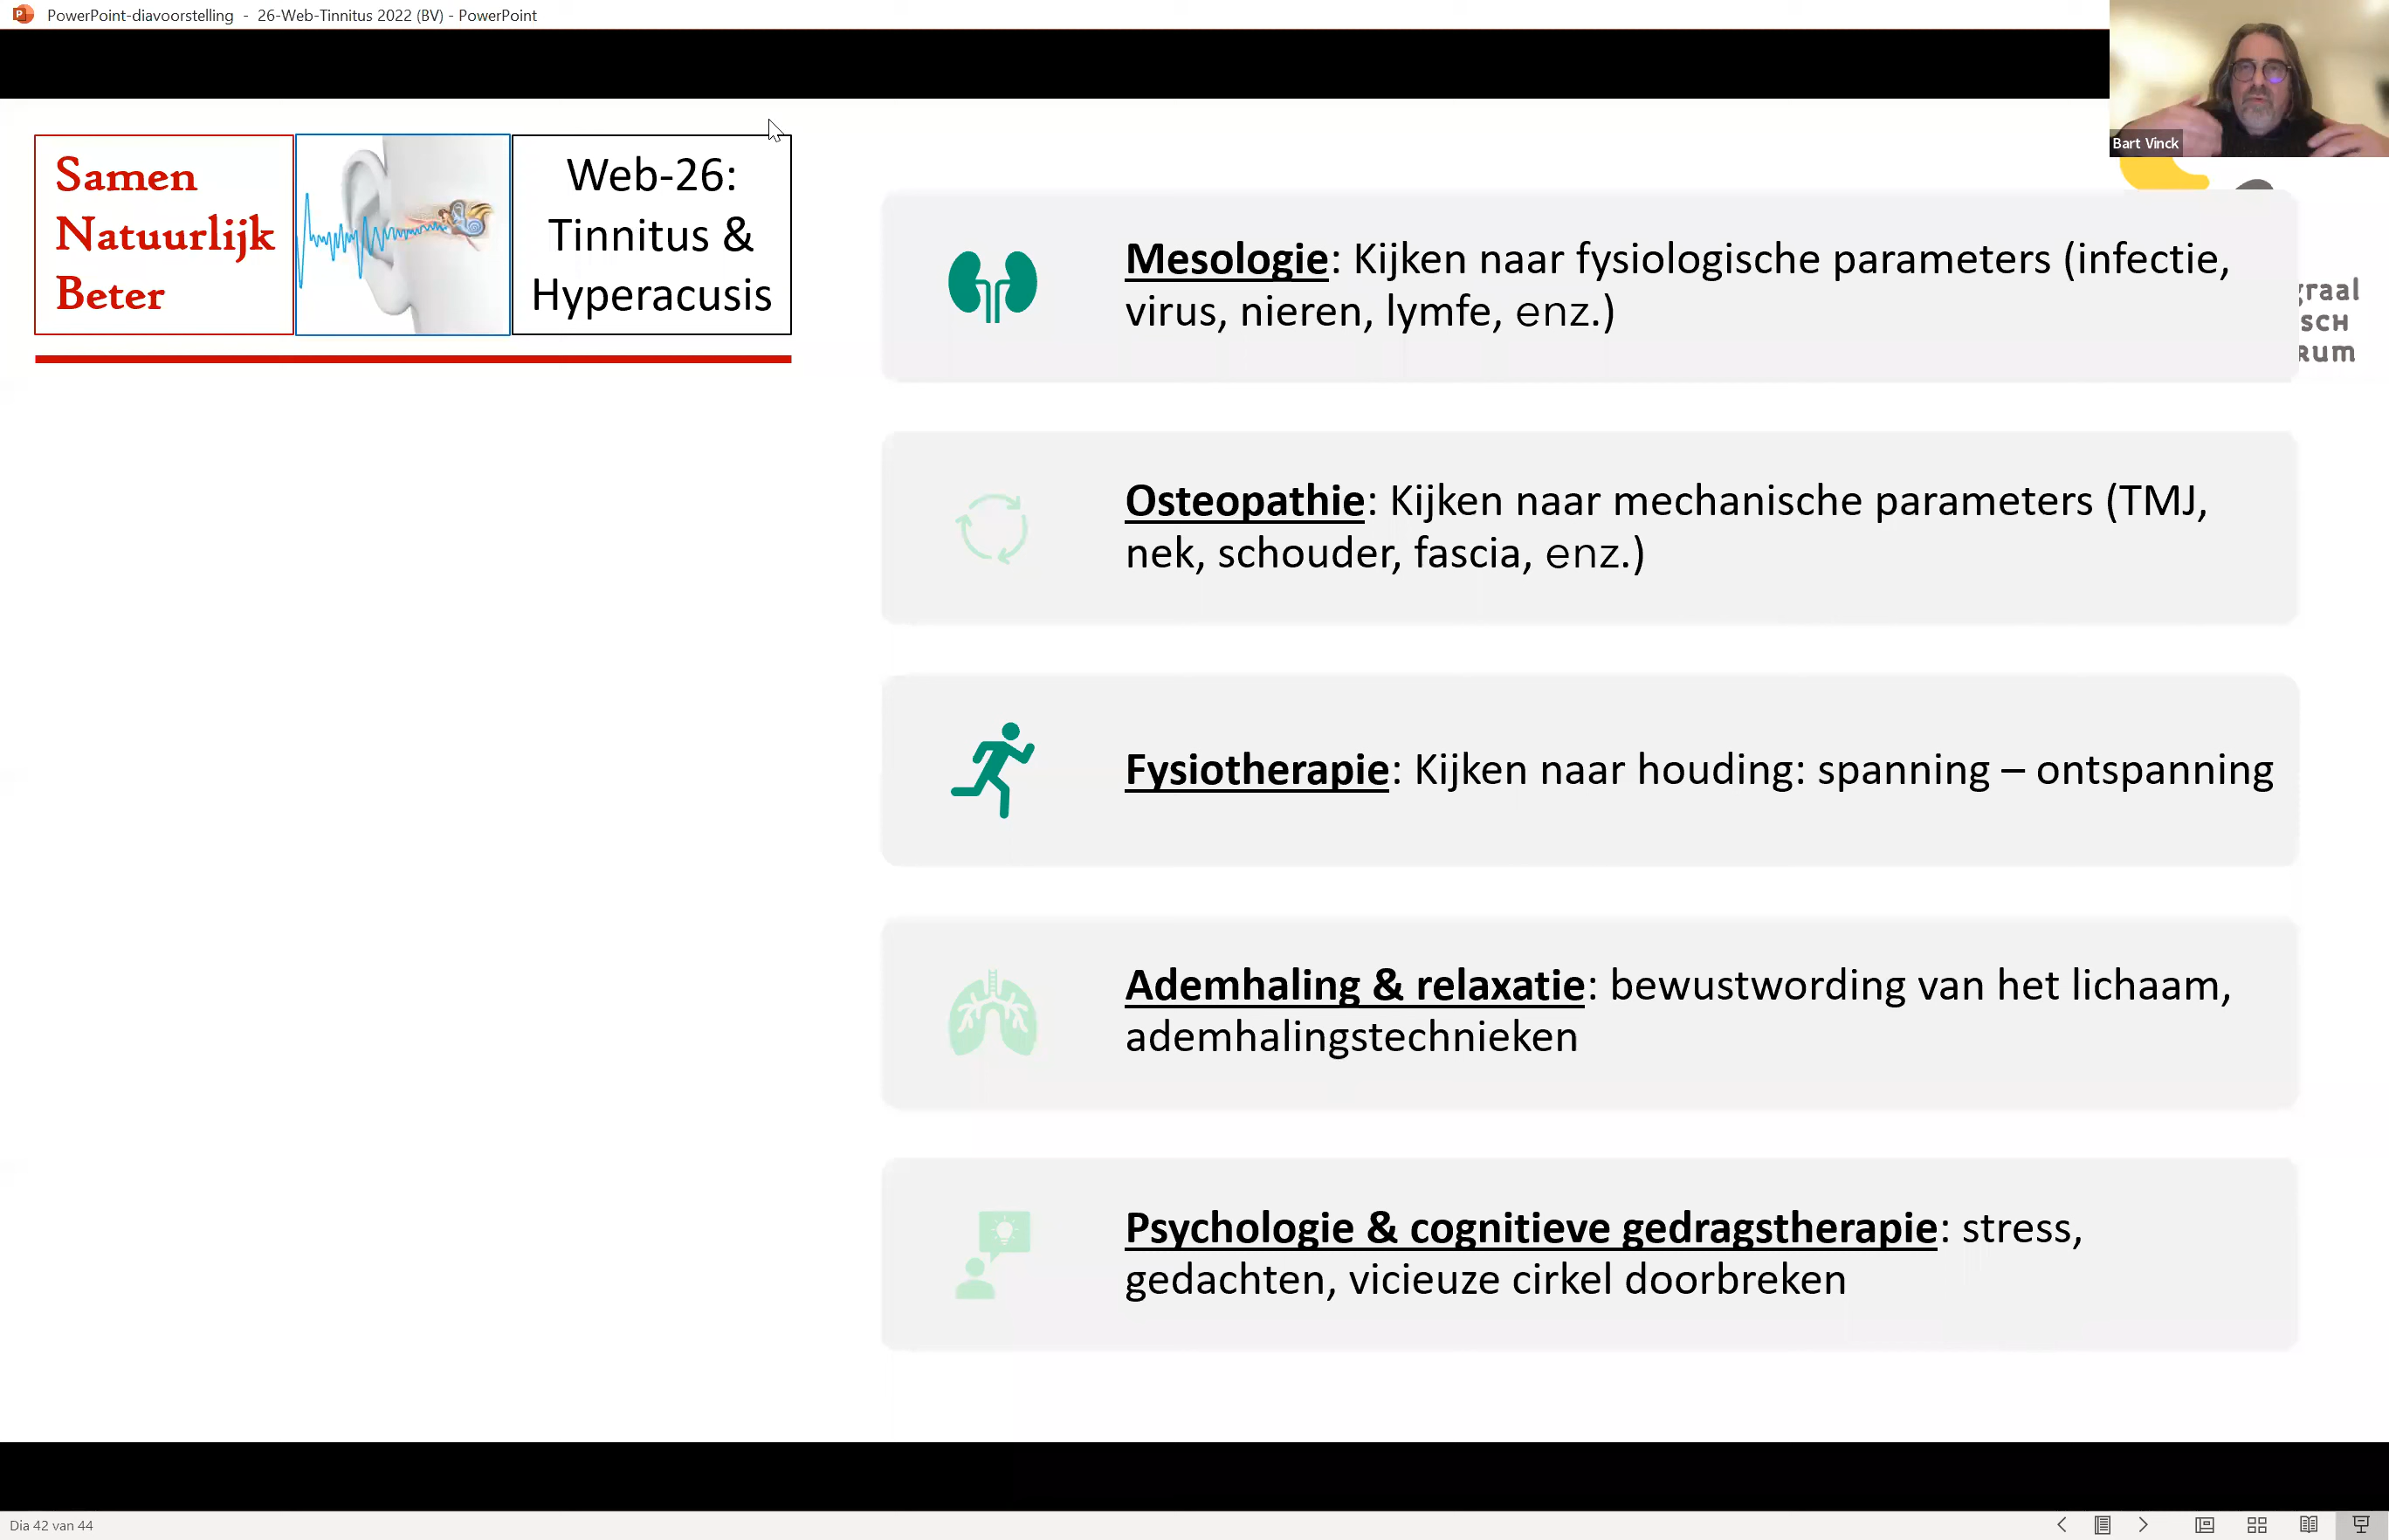 PowerPoint-diavoorstelling - 26-Web-Tinnitus 2022 (BV) - PowerPoint
Bart Vinck
Samen
Natuurlijk
Beter
Web-26:
Tinnitus &
Hyperacusis
Mesologie: Kijken naar fysiologische parameters (infectie,
virus, nieren, lymfe, enz.)
Osteopathie: Kijken naar mechanische parameters (TMJ,
nek, schouder, fascia, enz.)
Fysiotherapie: Kijken naar houding: spanning – ontspanning
Ademhaling & relaxatie: bewustwording van het lichaam,
ademhalingstechnieken
Psychologie & cognitieve gedragstherapie: stress,
gedachten, vicieuze cirkel doorbreken
Dia 42 van 44